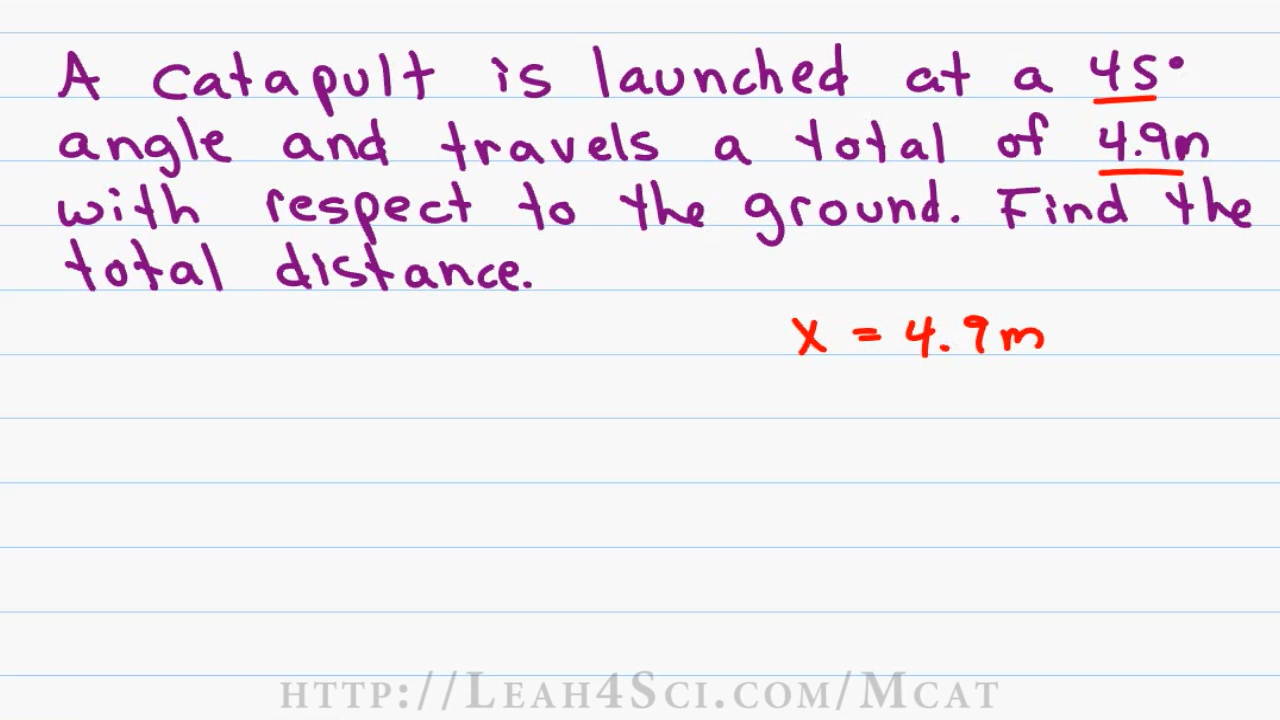 A catapult is launched at a 45°
angle and travels a total of 4.9m
with respect to the ground. Find the
total distance.
x = 4.9m
HTTP://LEAH4SCI.COM/MCAT